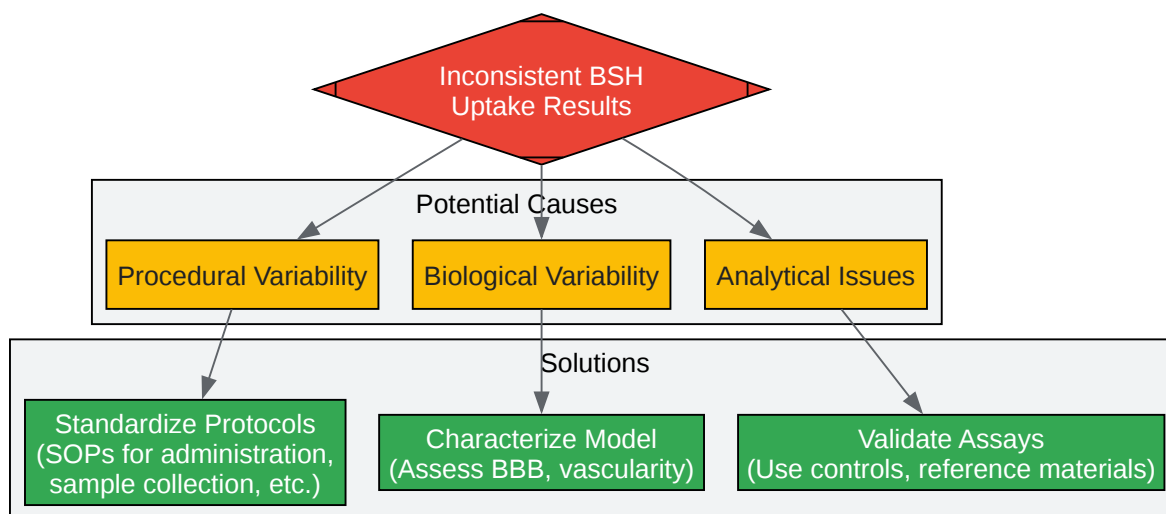 Inconsistent BSH
Uptake Results
Potential Causes
Procedural Variability
Biological Variability
Analytical Issues
Solutions
Standardize Protocols
(SOPs for administration,
sample collection, etc.)
Characterize Model
(Assess BBB, vascularity)
Validate Assays
(Use controls, reference materials)